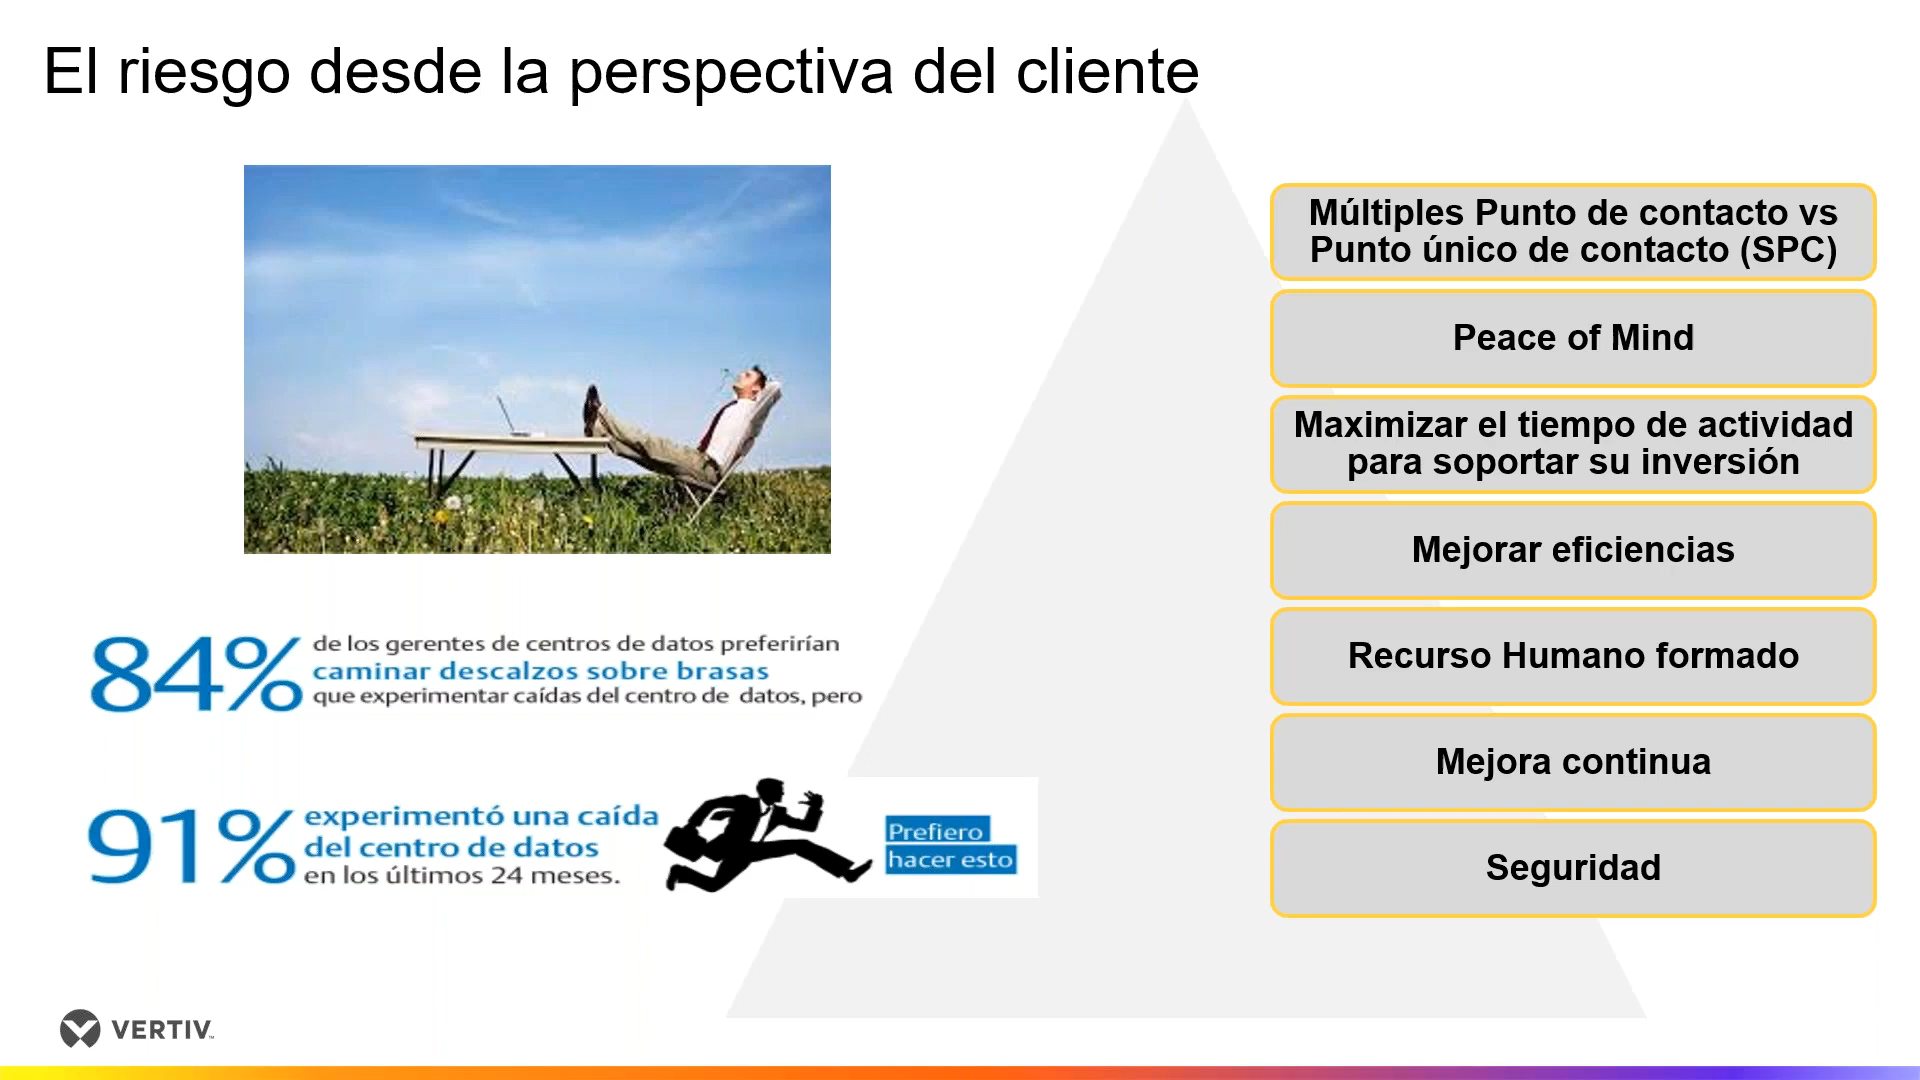 El riesgo desde la perspectiva del cliente
84%
de los gerentes de centros de datos preferirían
caminar descalzos sobre brasas
que experimentar caídas del centro de datos, pero
91%
experimentó una caída
del centro de datos
en los últimos 24 meses.
Prefiero
hacer esto
Múltiples Punto de contacto vs
Punto único de contacto (SPC)
Peace of Mind
Maximizar el tiempo de actividad
para soportar su inversión
Mejorar eficiencias
Recurso Humano formado
Mejora continua
Seguridad
VERTIV™